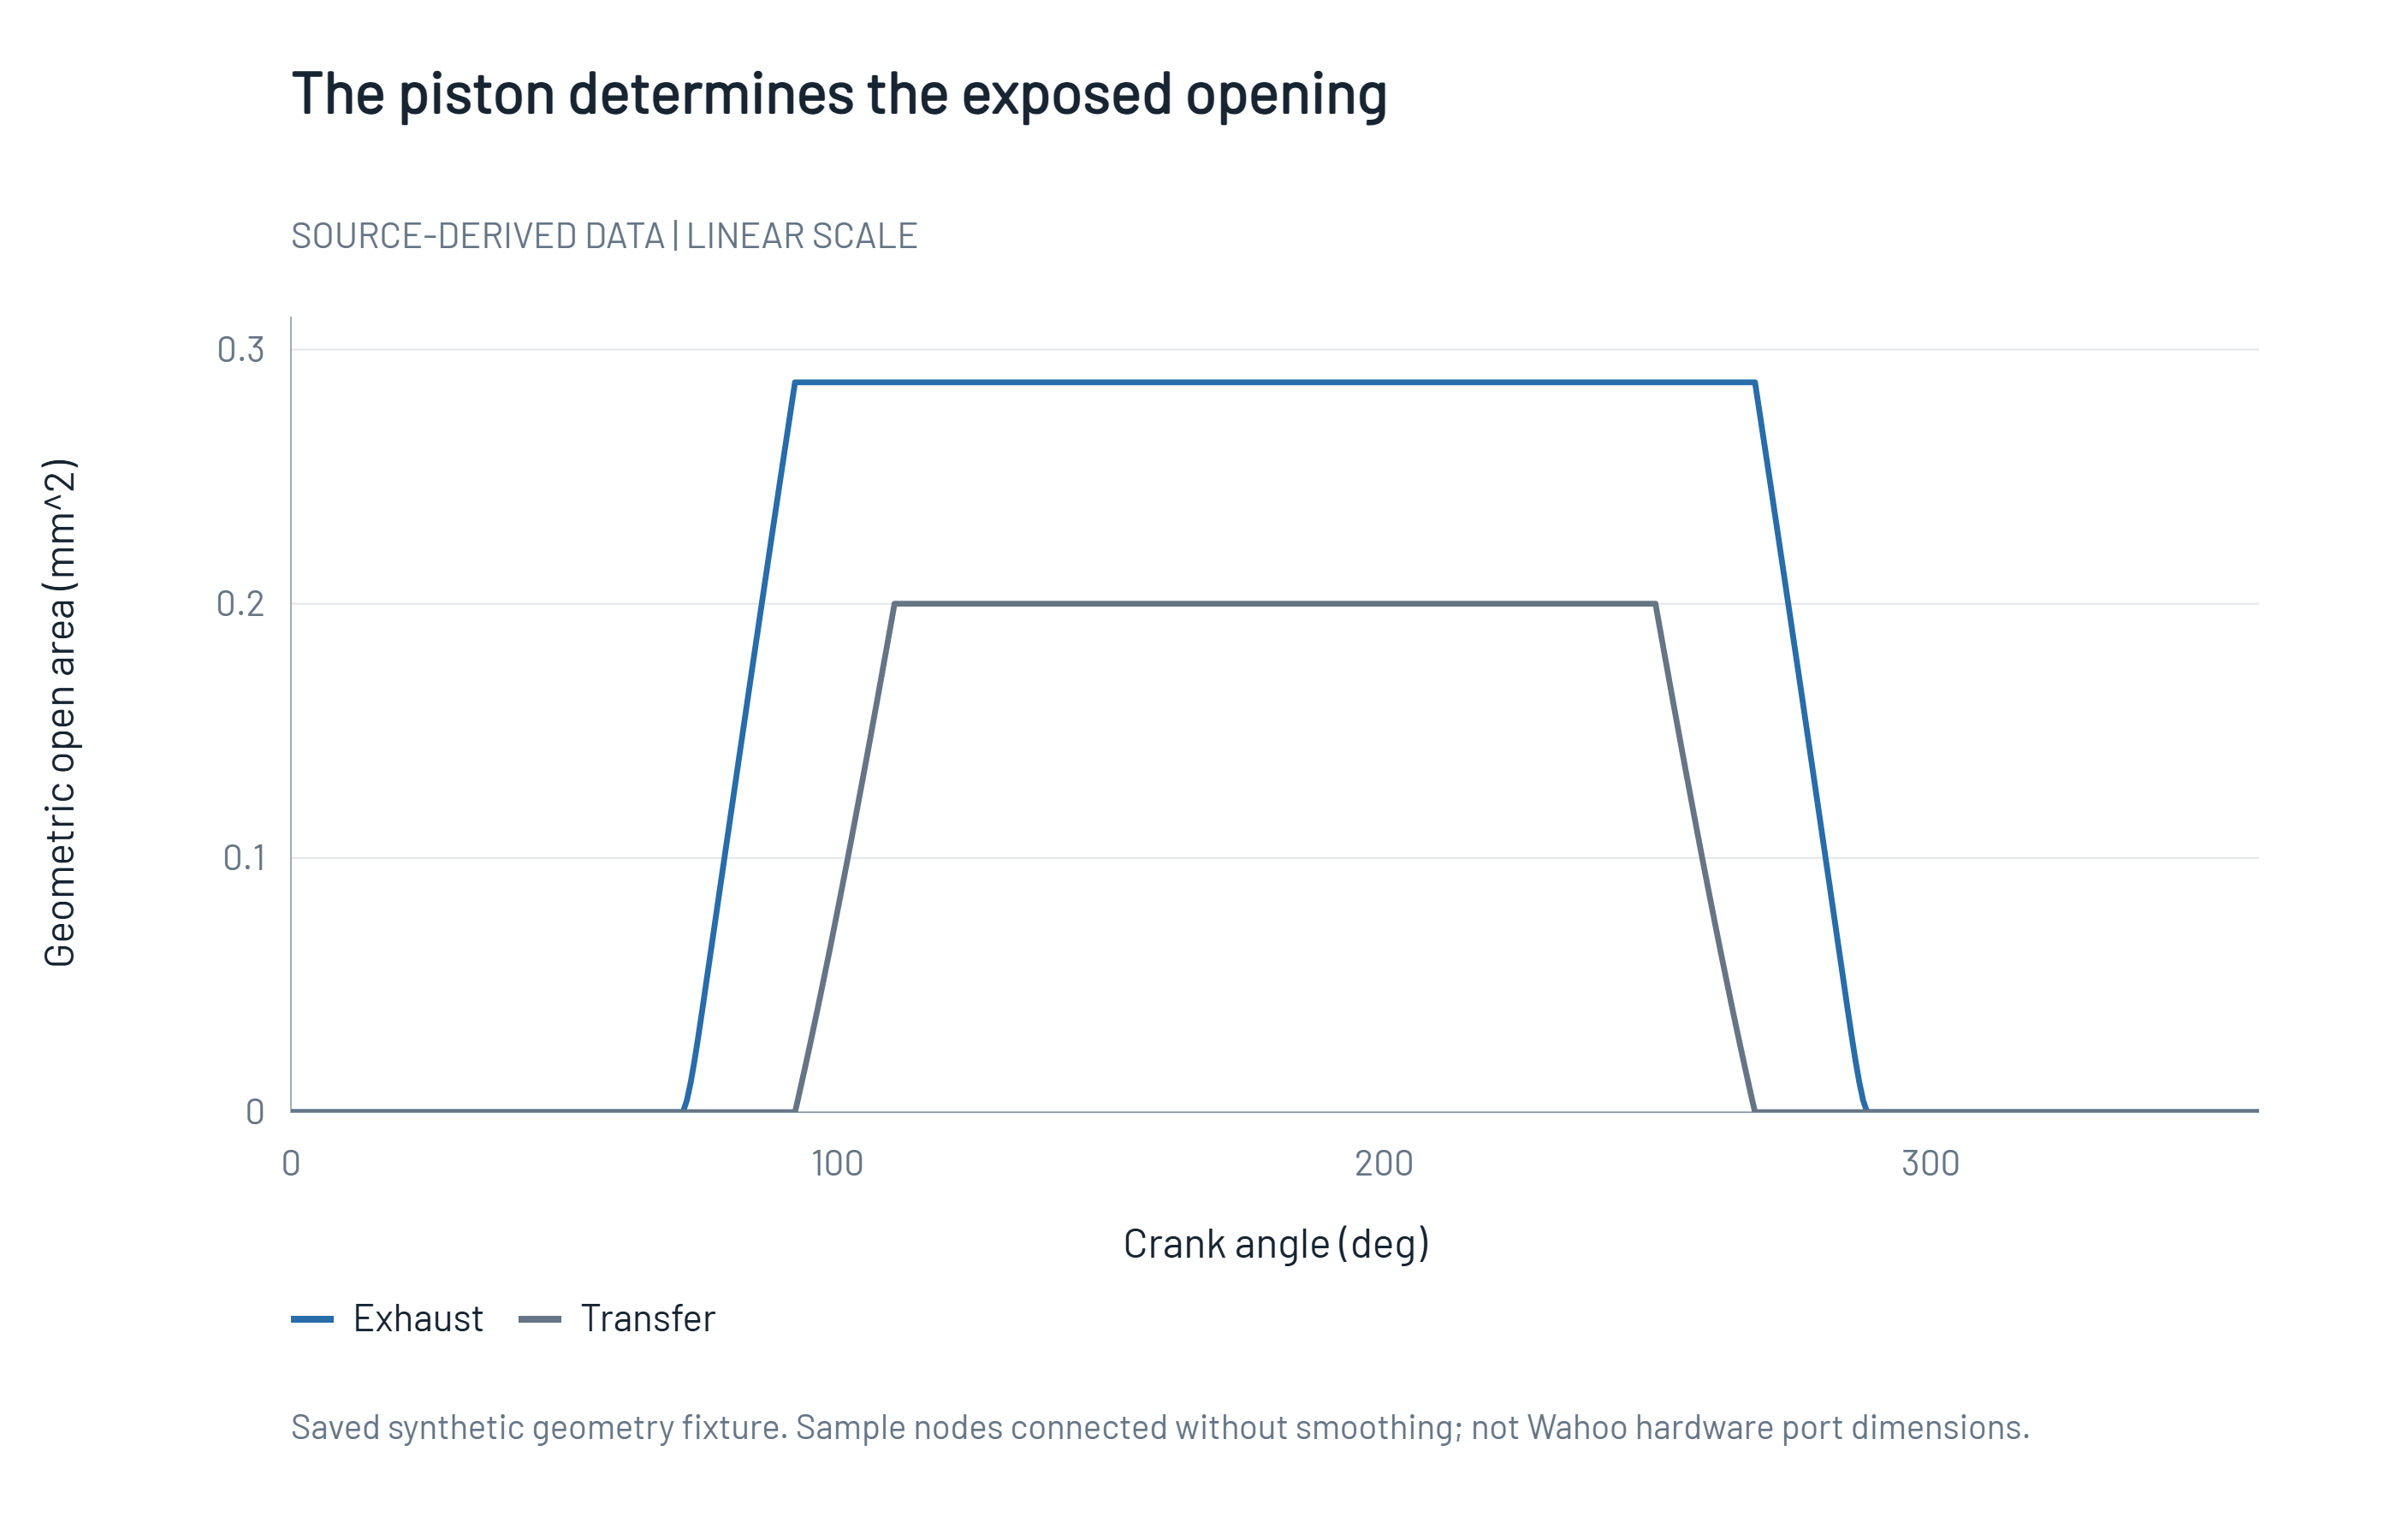 The piston determines the exposed opening
SOURCE-DERIVED DATA | LINEAR SCALE
Geometric open area (mm^2)
0.3
0.2
0.1
0
0
100
200
300
Crank angle (deg)
Exhaust
Transfer
Saved synthetic geometry fixture. Sample nodes connected without smoothing; not Wahoo hardware port dimensions.